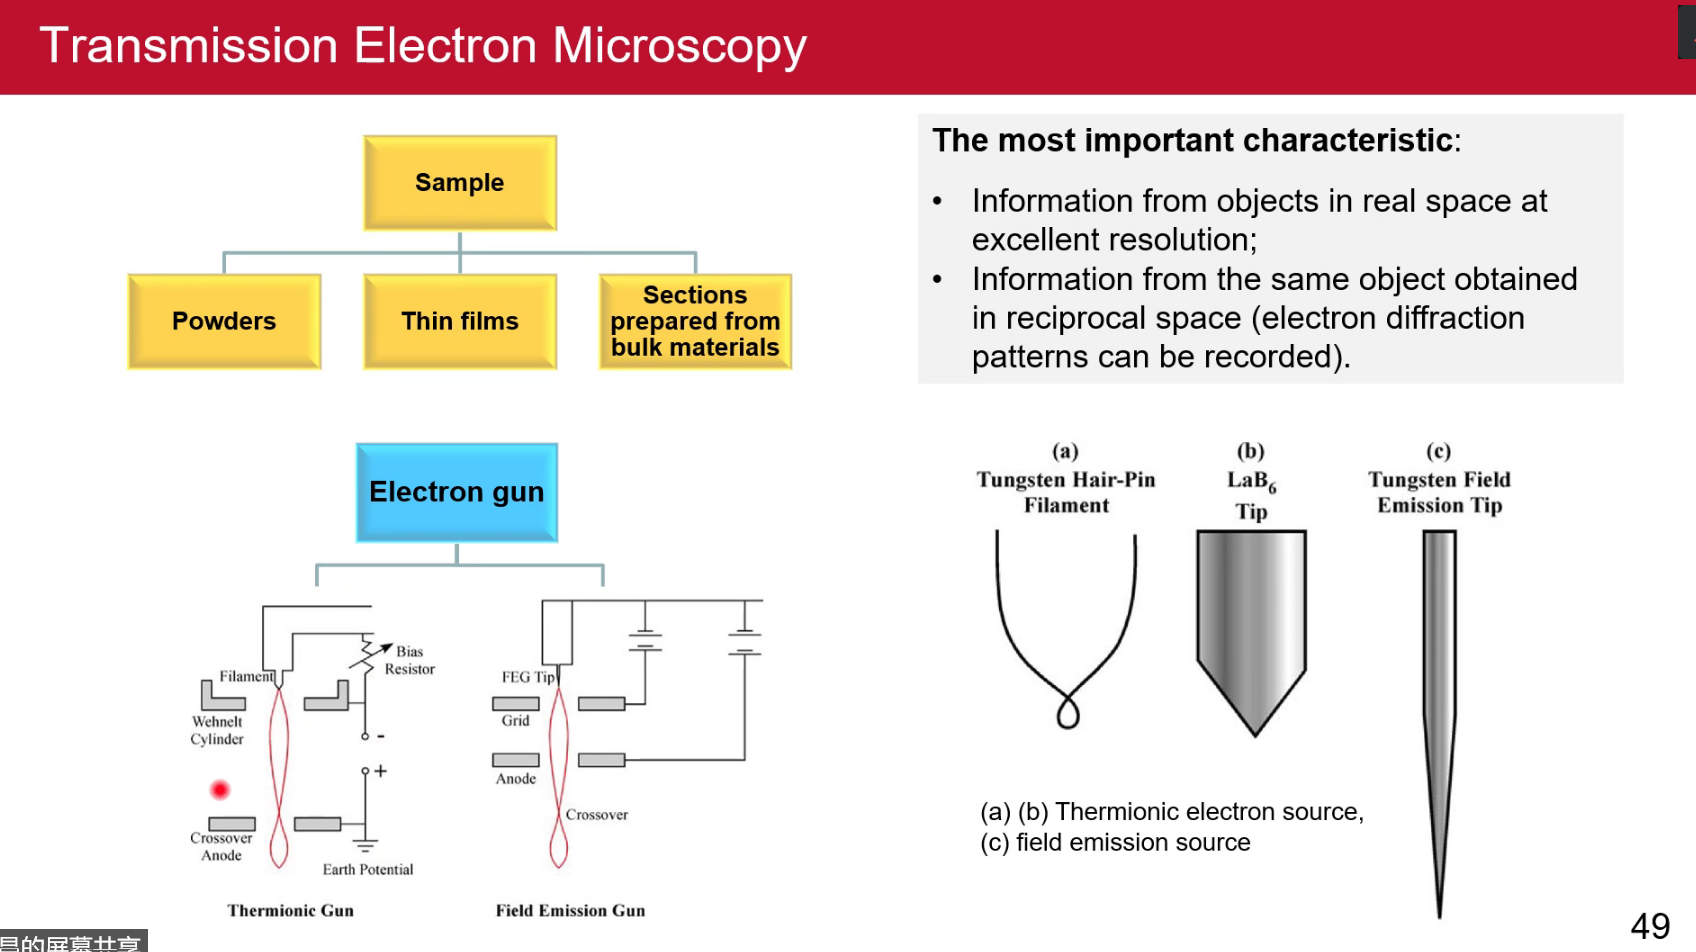 Transmission Electron Microscopy
Sample
Powders
Thin films
Sections
prepared from
bulk materials
The most important characteristic:
• Information from objects in real space at
excellent resolution;
• Information from the same object obtained
in reciprocal space (electron diffraction
patterns can be recorded).
Electron gun
Filament
Bias
Resistor
Wehnelt
Cylinder
-
+
Crossover
Anode
Earth Potential
Thermionic Gun
FEG Tip
Grid
Anode
Crossover
Field Emission Gun
(a)
Tungsten Hair-Pin
Filament
(b)
LaB6
Tip
(c)
Tungsten Field
Emission Tip
(a) (b) Thermionic electron source,
(c) field emission source
49
的屏幕共享